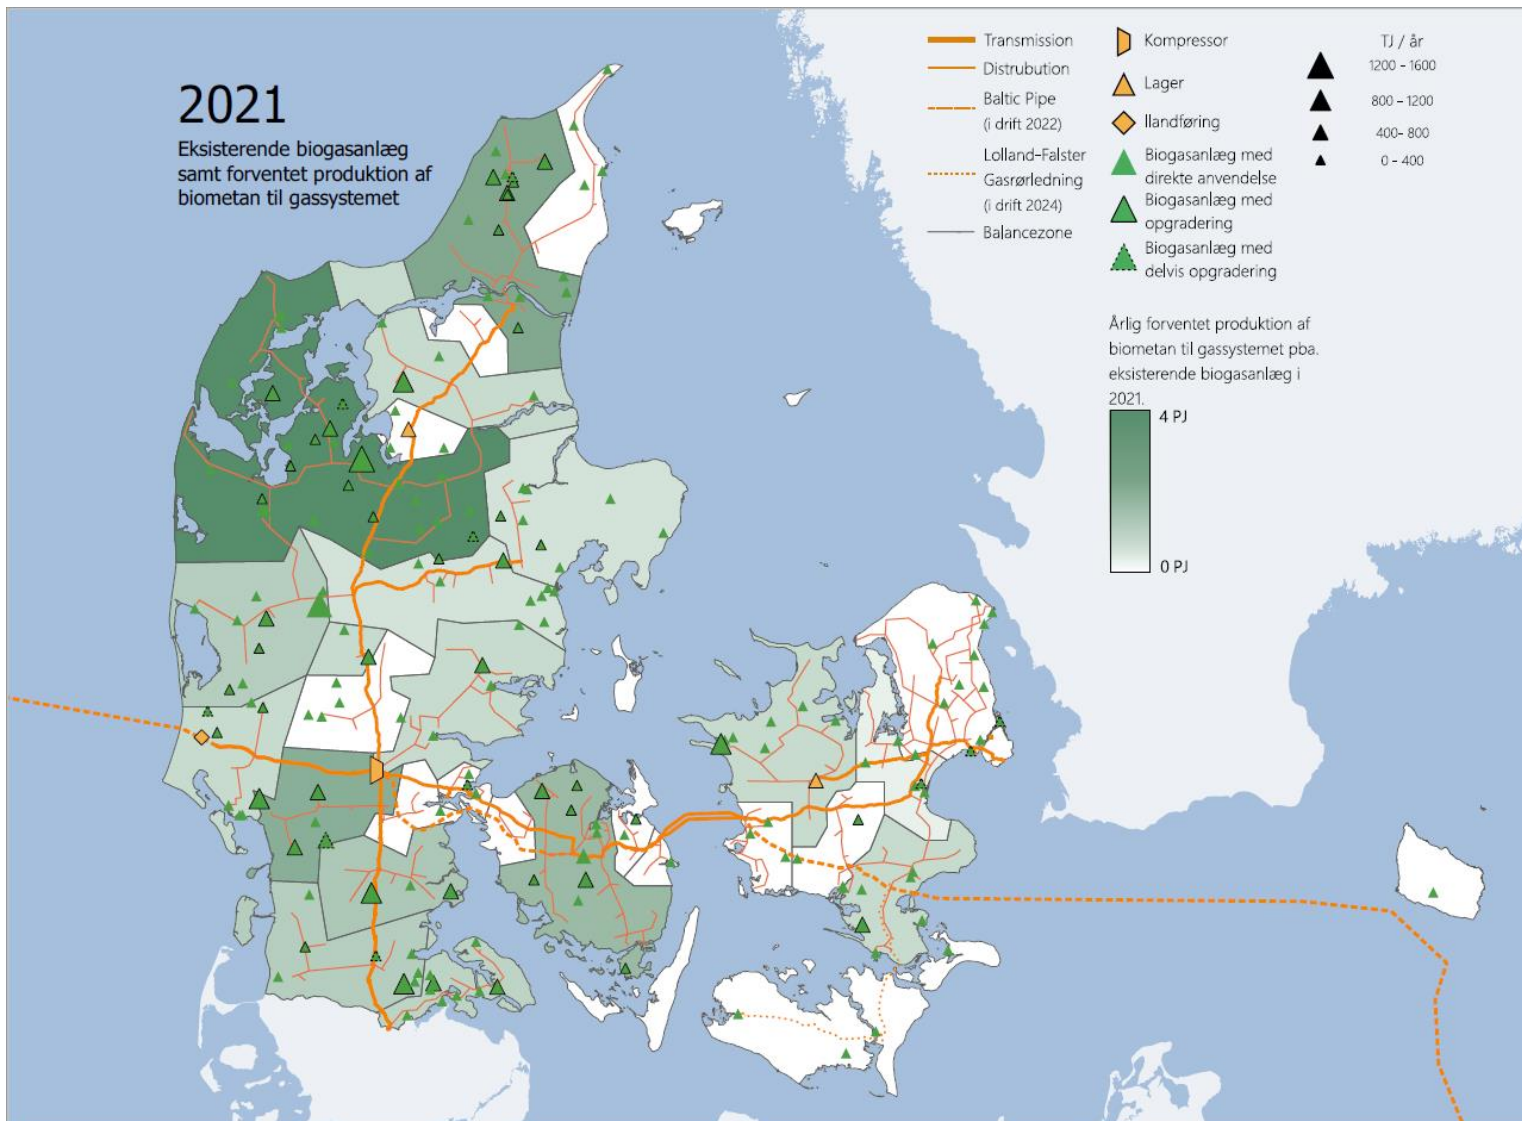 2021
Eksisterende biogasanlæg
samt forventet produktion af
biometan til gassystemet
Transmission
Distrubution
Baltic Pipe
(i drift 2022)
Lolland-Falster
Gasrørledning
(i drift 2024)
Balancezone
Kompressor
Lager
Ilandføring
Biogasanlæg med
direkte anvendelse
Biogasanlæg med
opgradering
Biogasanlæg med
delvis opgradering
TJ / år
1200 - 1600
800 - 1200
400- 800
0 - 400
Årlig forventet produktion af
biometan til gassystemet pba.
eksisterende biogasanlæg i
2021.
4 PJ
0 PJ